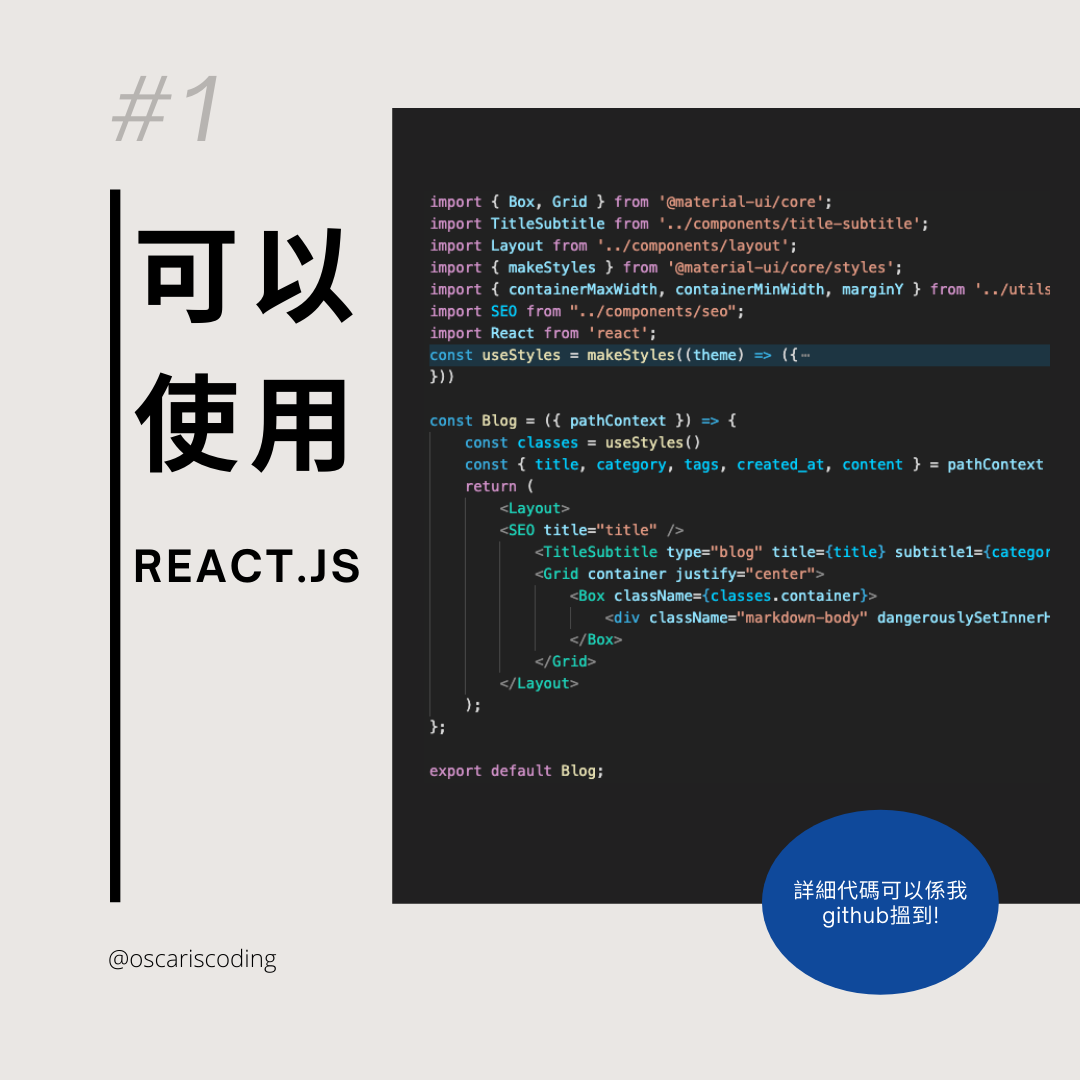 #1
可以
使用
REACT.JS
import { Box, Grid } from '@material-ui/core';
import TitleSubtitle from '../components/title-subtitle';
import Layout from '../components/layout';
import { makeStyles } from '@material-ui/core/styles';
import { containerMaxWidth, containerMinWidth, marginY } from '../utils
import SEO from "../components/seo";
import React from 'react';
const useStyles = makeStyles((theme) => ({⋯
}))
const Blog = ({ pathContext }) => {
const classes = useStyles()
const { title, category, tags, created_at, content } = pathContext
return (
<Layout>
<SEO title="title" />
<TitleSubtitle type="blog" title={title} subtitle1={categor
<Grid container justify="center">
<Box className={classes.container}>
<div className="markdown-body" dangerouslySetInnerH
</Box>
</Grid>
</Layout>
);
};
export default Blog;
詳細代碼可以係我
github搵到!
@oscariscoding